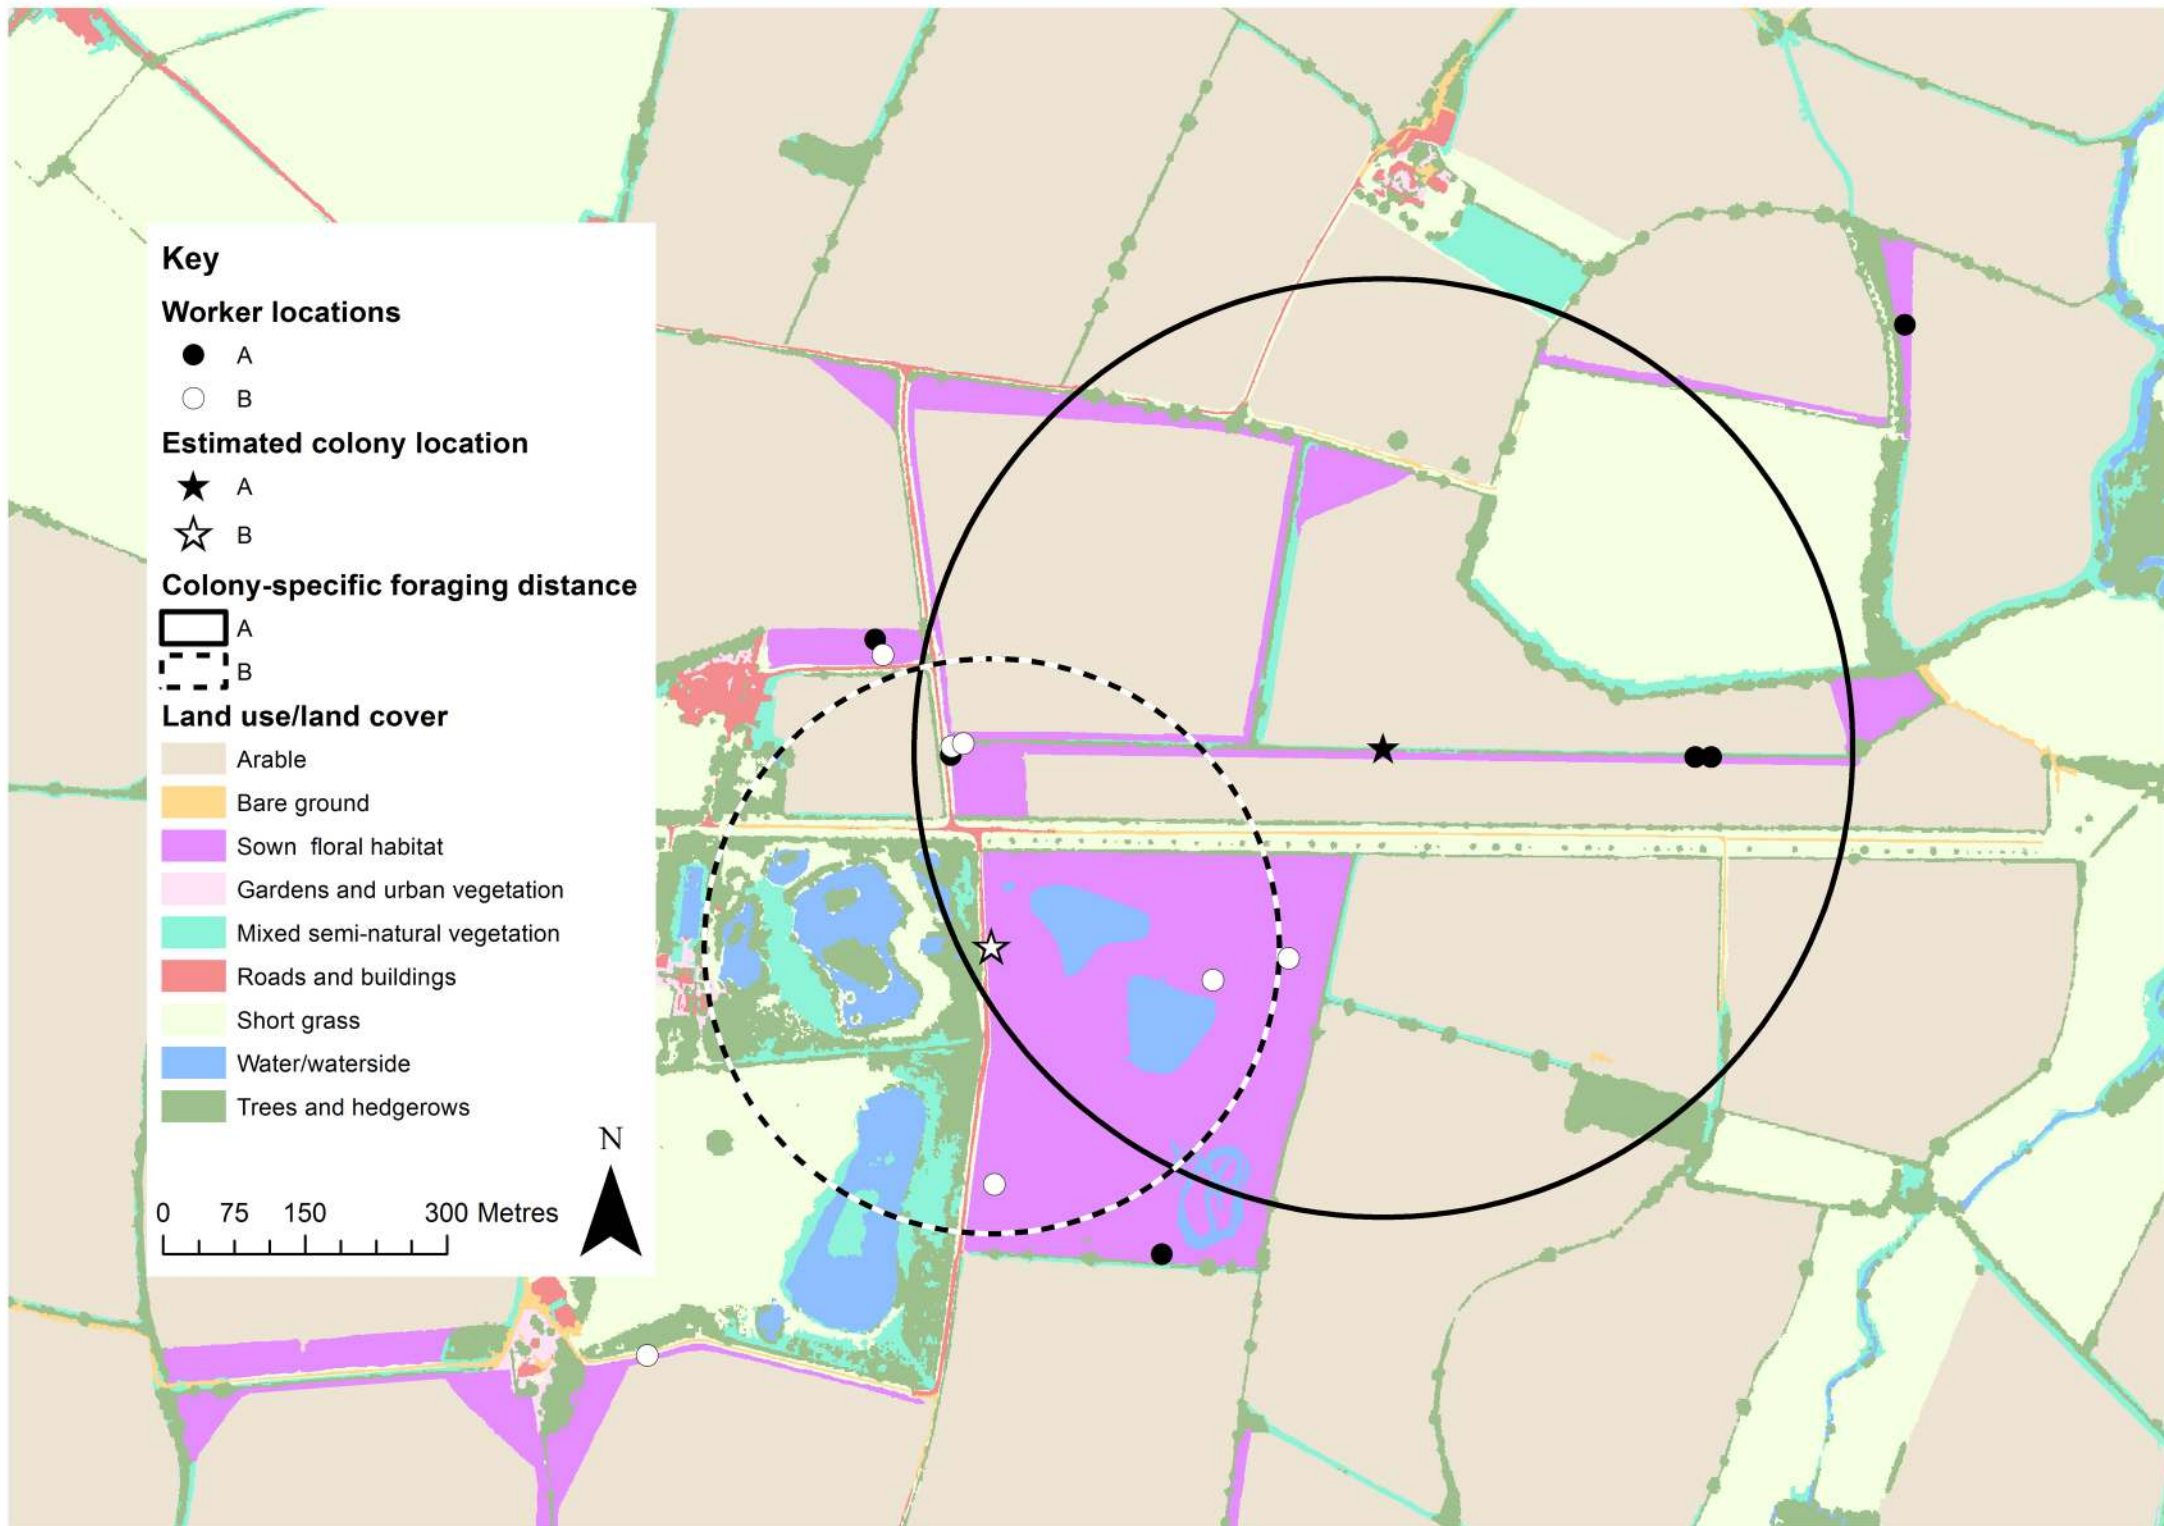 Key
Worker locations
A
B
Estimated colony location
A
B
Colony-specific foraging distance
A
B
Land use/land cover
Arable
Bare ground
Sown floral habitat
Gardens and urban vegetation
Mixed semi-natural vegetation
Roads and buildings
Short grass
Water/waterside
Trees and hedgerows
N
0 75 150 300 Metres